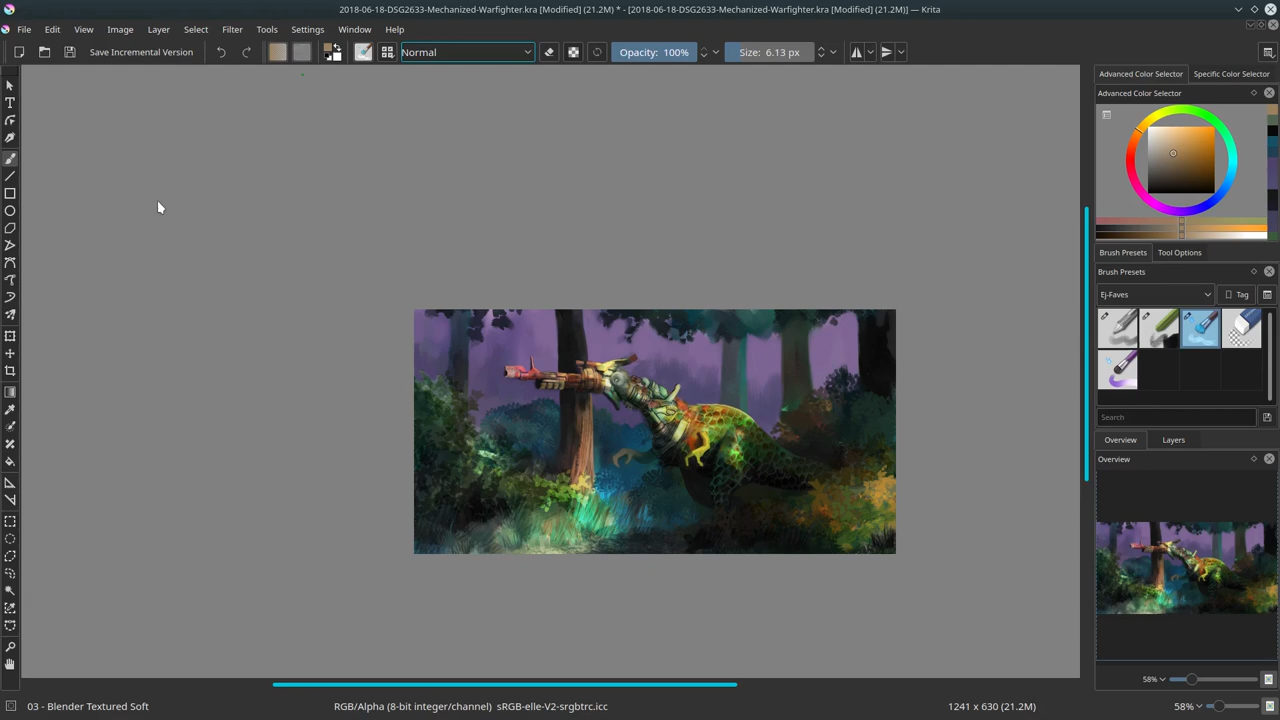 2018-06-18-DSG2633-Mechanized-Warfighter.kra [Modified] (21.2M) * - [2018-06-18-DSG2633-Mechanized-Warfighter.kra [Modified] (21.2M)] — Krita
File Edit View Image Layer Select Filter Tools Settings Window Help
Save Incremental Version Normal Opacity: 100% Size: 6.13 px
Advanced Color Selector Specific Color Selector
Advanced Color Selector
Brush Presets Tool Options
Brush Presets
Ej-Faves Tag
Search
Overview Layers
Overview
58%
03 - Blender Textured Soft RGB/Alpha (8-bit integer/channel) sRGB-elle-V2-srgbtrc.icc 1241 x 630 (21.2M) 58%